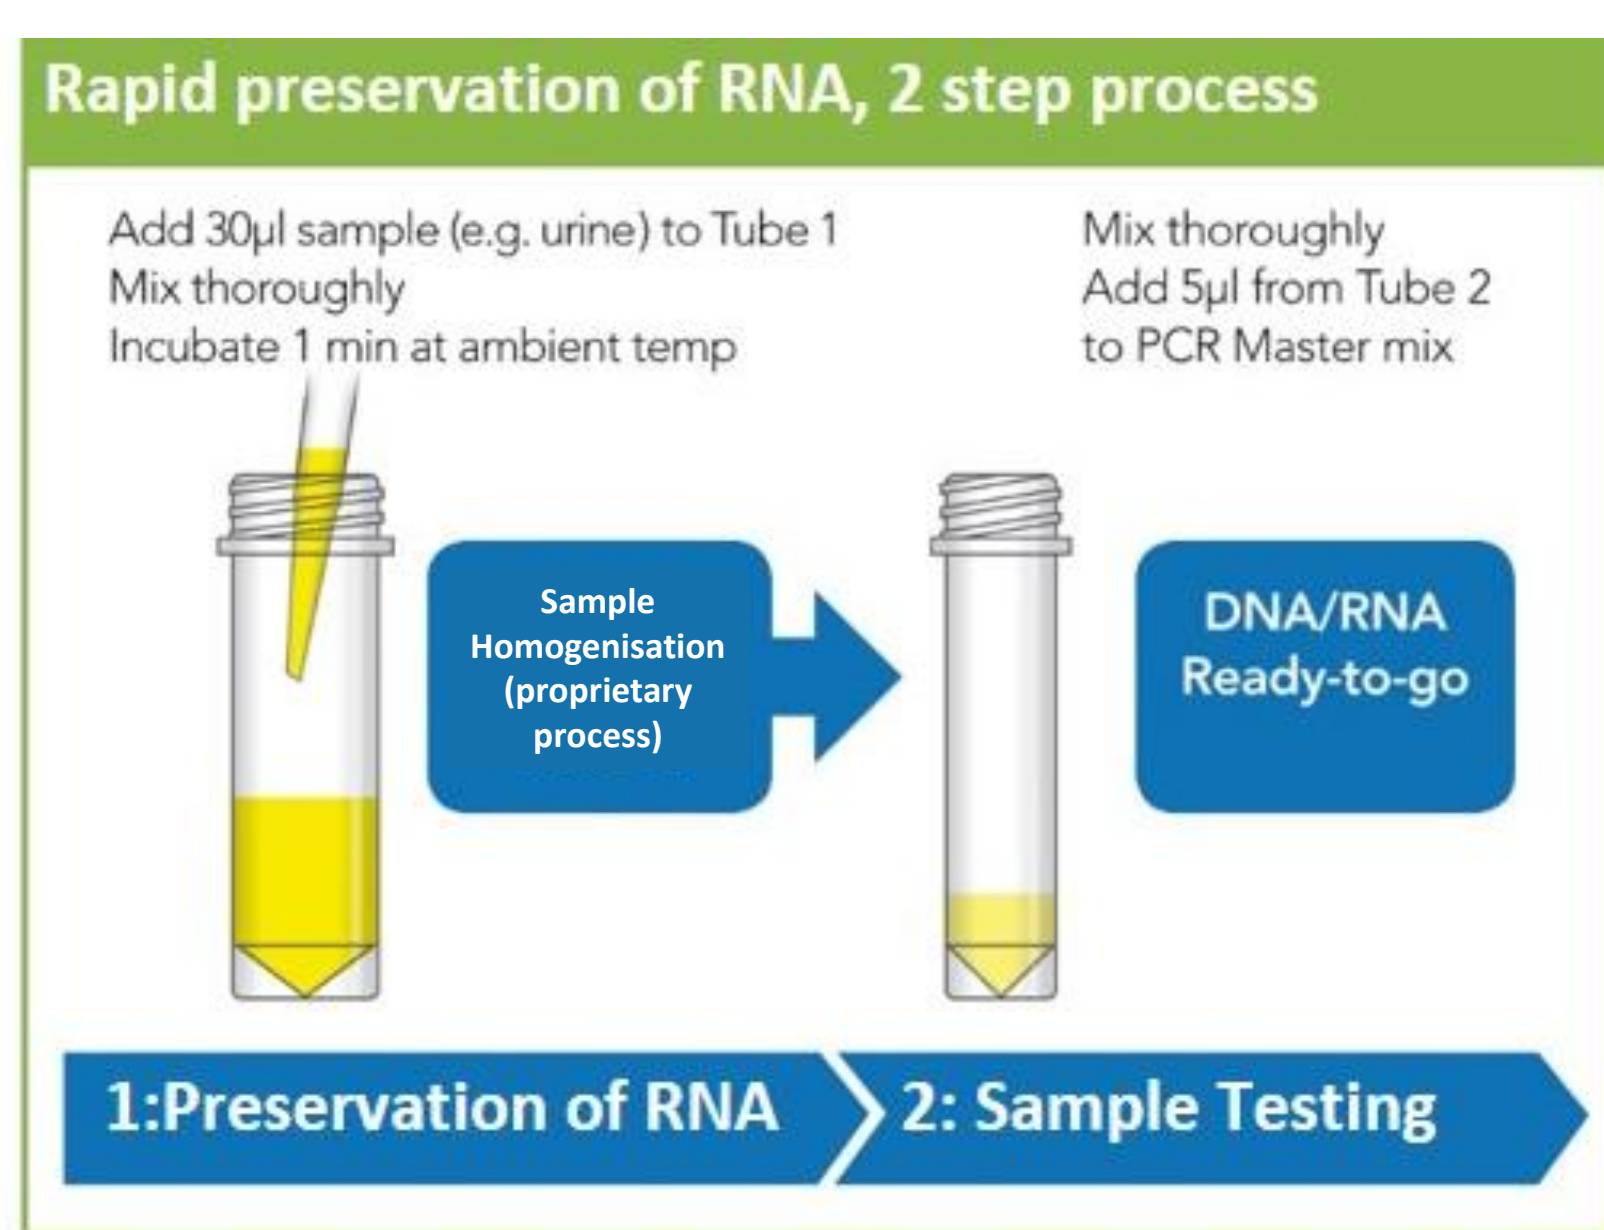 Rapid preservation of RNA, 2 step process
Add 30µl sample (e.g. urine) to Tube 1
Mix thoroughly
Incubate 1 min at ambient temp
Mix thoroughly
Add 5µl from Tube 2
to PCR Master mix
Sample
Homogenisation
(proprietary
process)
DNA/RNA
Ready-to-go
1:Preservation of RNA
2: Sample Testing